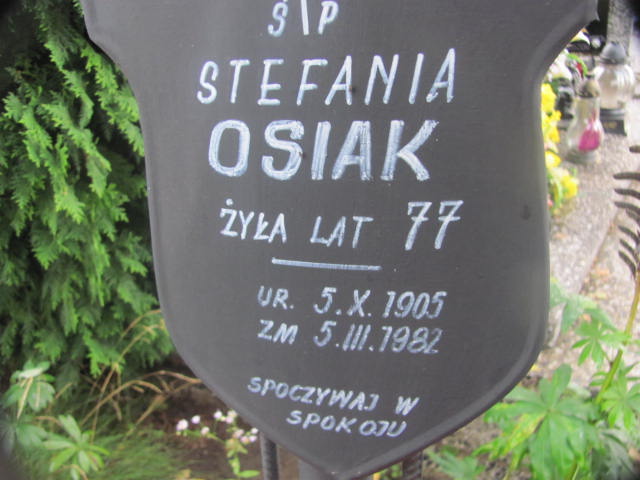 Ś P
STEFANIA
OSIAK
ŻYŁA LAT 77
UR. 5.X.1905
ZM 5.III.1982
SPOCZYWAJ W
SPOKOJU